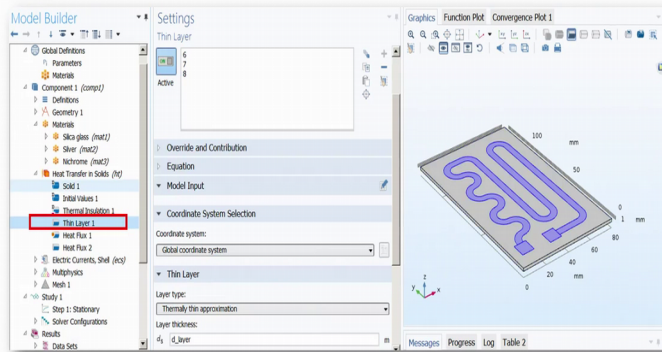 Model Builder
Global Definitions
Parameters
Materials
Component 1 (comp1)
Definitions
Geometry 1
Materials
Silica glass (mat1)
Silver (mat2)
Nichrome (mat3)
Heat Transfer in Solids (ht)
Solid 1
Initial Values 1
Thermal Insulation 1
Thin Layer 1
Heat Flux 1
Heat Flux 2
Electric Currents, Shell (ecs)
Multiphysics
Mesh 1
Study 1
Step 1: Stationary
Solver Configurations
Results
Data Sets
Settings
Thin Layer
Active
6
7
8
Override and Contribution
Equation
Model Input
Coordinate System Selection
Coordinate system:
Global coordinate system
Thin Layer
Layer type:
Thermally thin approximation
Layer thickness:
ds d_layer m
Graphics Function Plot Convergence Plot 1
100 mm
50
0
1 mm
80
60
40 mm
20
0
z
y x
Messages Progress Log Table 2